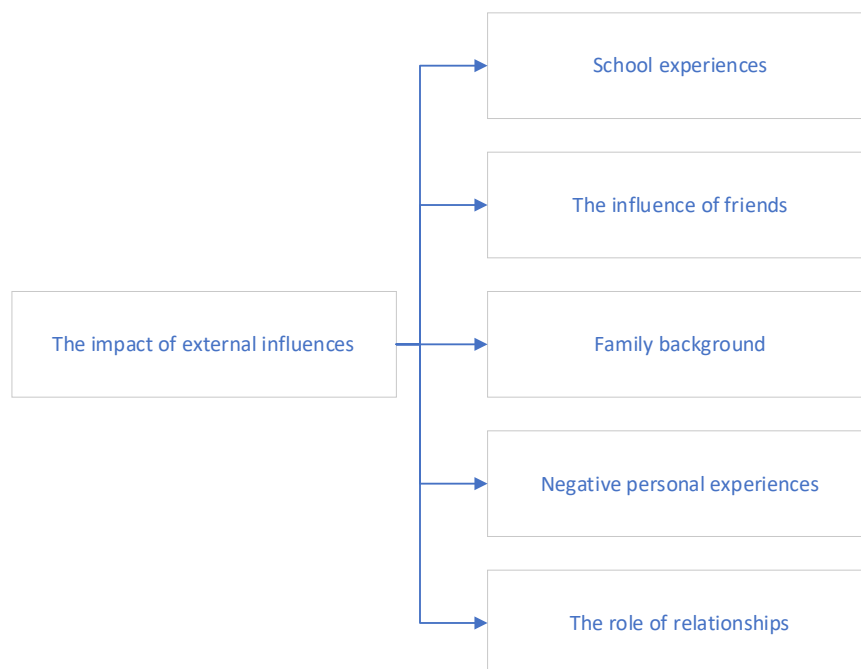 School experiences
The influence of friends
The impact of external influences
Family background
Negative personal experiences
The role of relationships